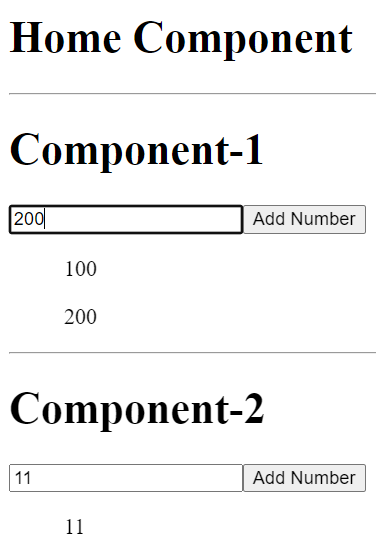 Home Component
Component-1
200 Add Number
100
200
Component-2
11 Add Number
11